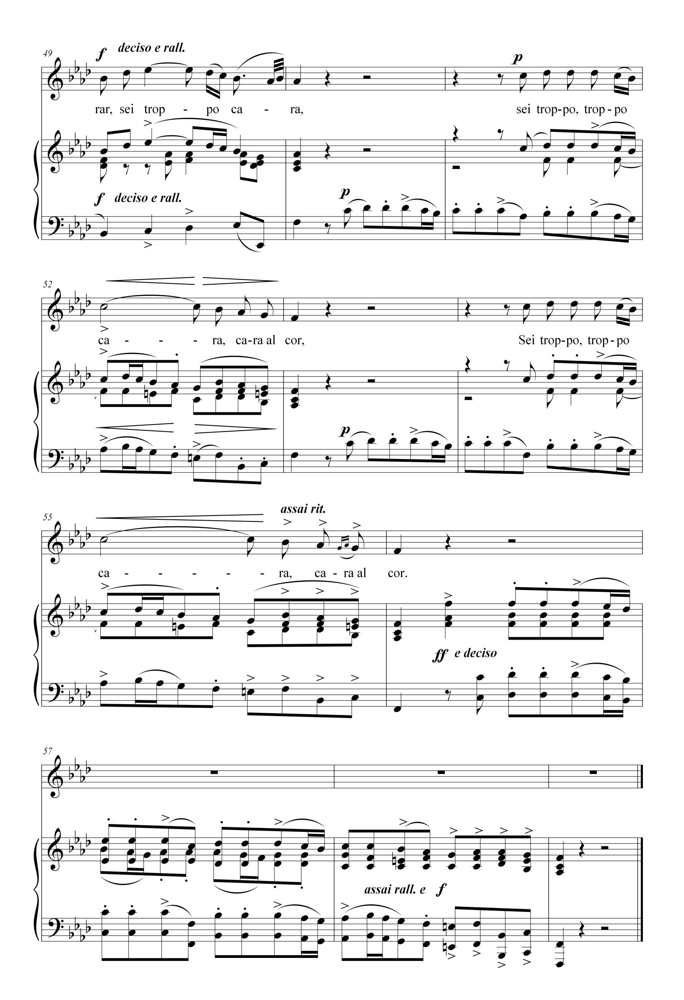 49
f deciso e rall.
rar, sei trop - po ca - ra, sei trop-po, trop-po
p
f deciso e rall.
p
52
ca - - - ra, ca-ra al cor, Sei trop-po, trop-po
p
55
assai rit.
ca - - - - - ra, ca - ra al cor.
ff e deciso
57
assai rall. e f